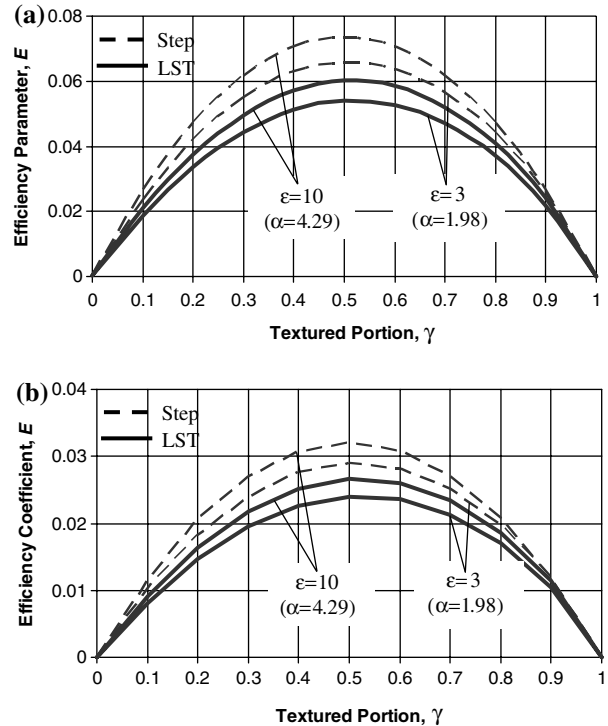 (a)
Step
LST
Efficiency Parameter, E
0.08
0.06
0.04
0.02
0
ε=10
(α=4.29)
ε=3
(α=1.98)
0 0.1 0.2 0.3 0.4 0.5 0.6 0.7 0.8 0.9 1
Textured Portion, γ
(b)
Step
LST
Efficiency Coefficient, E
0.04
0.03
0.02
0.01
0
ε=10
(α=4.29)
ε=3
(α=1.98)
0 0.1 0.2 0.3 0.4 0.5 0.6 0.7 0.8 0.9 1
Textured Portion, γ